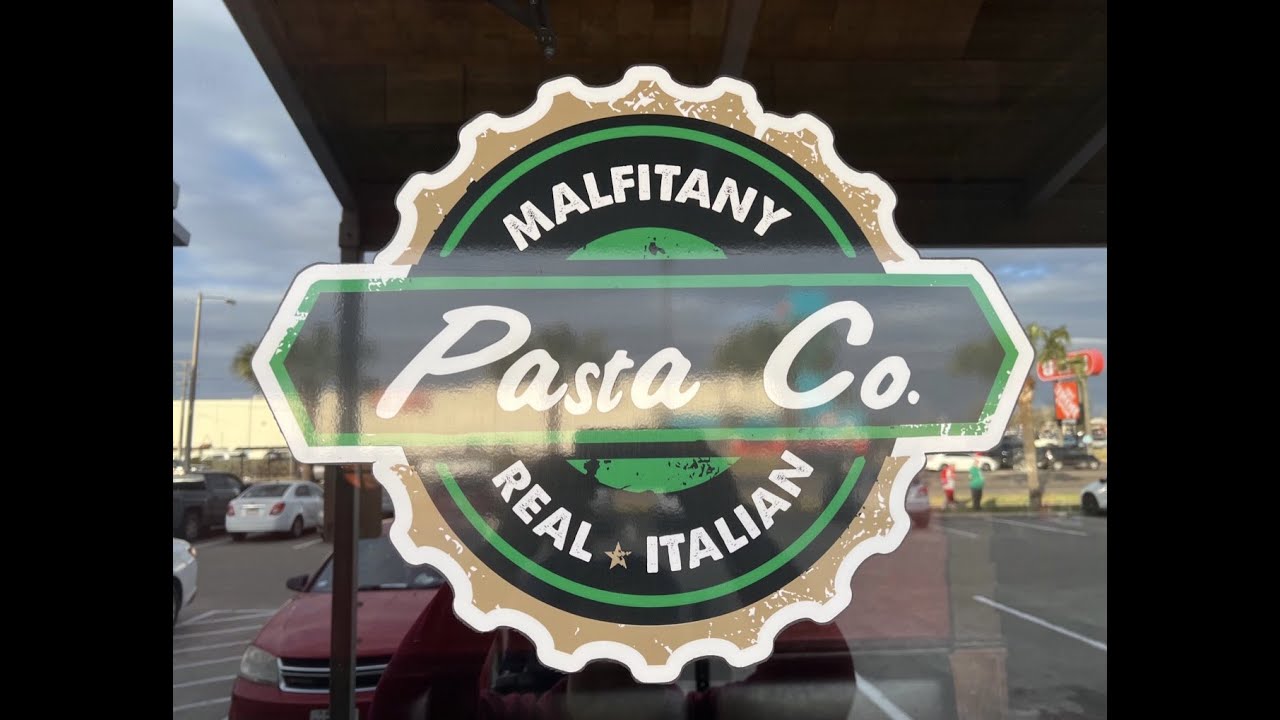 MALFITANY
Pasta Co.
REAL ★ ITALIAN